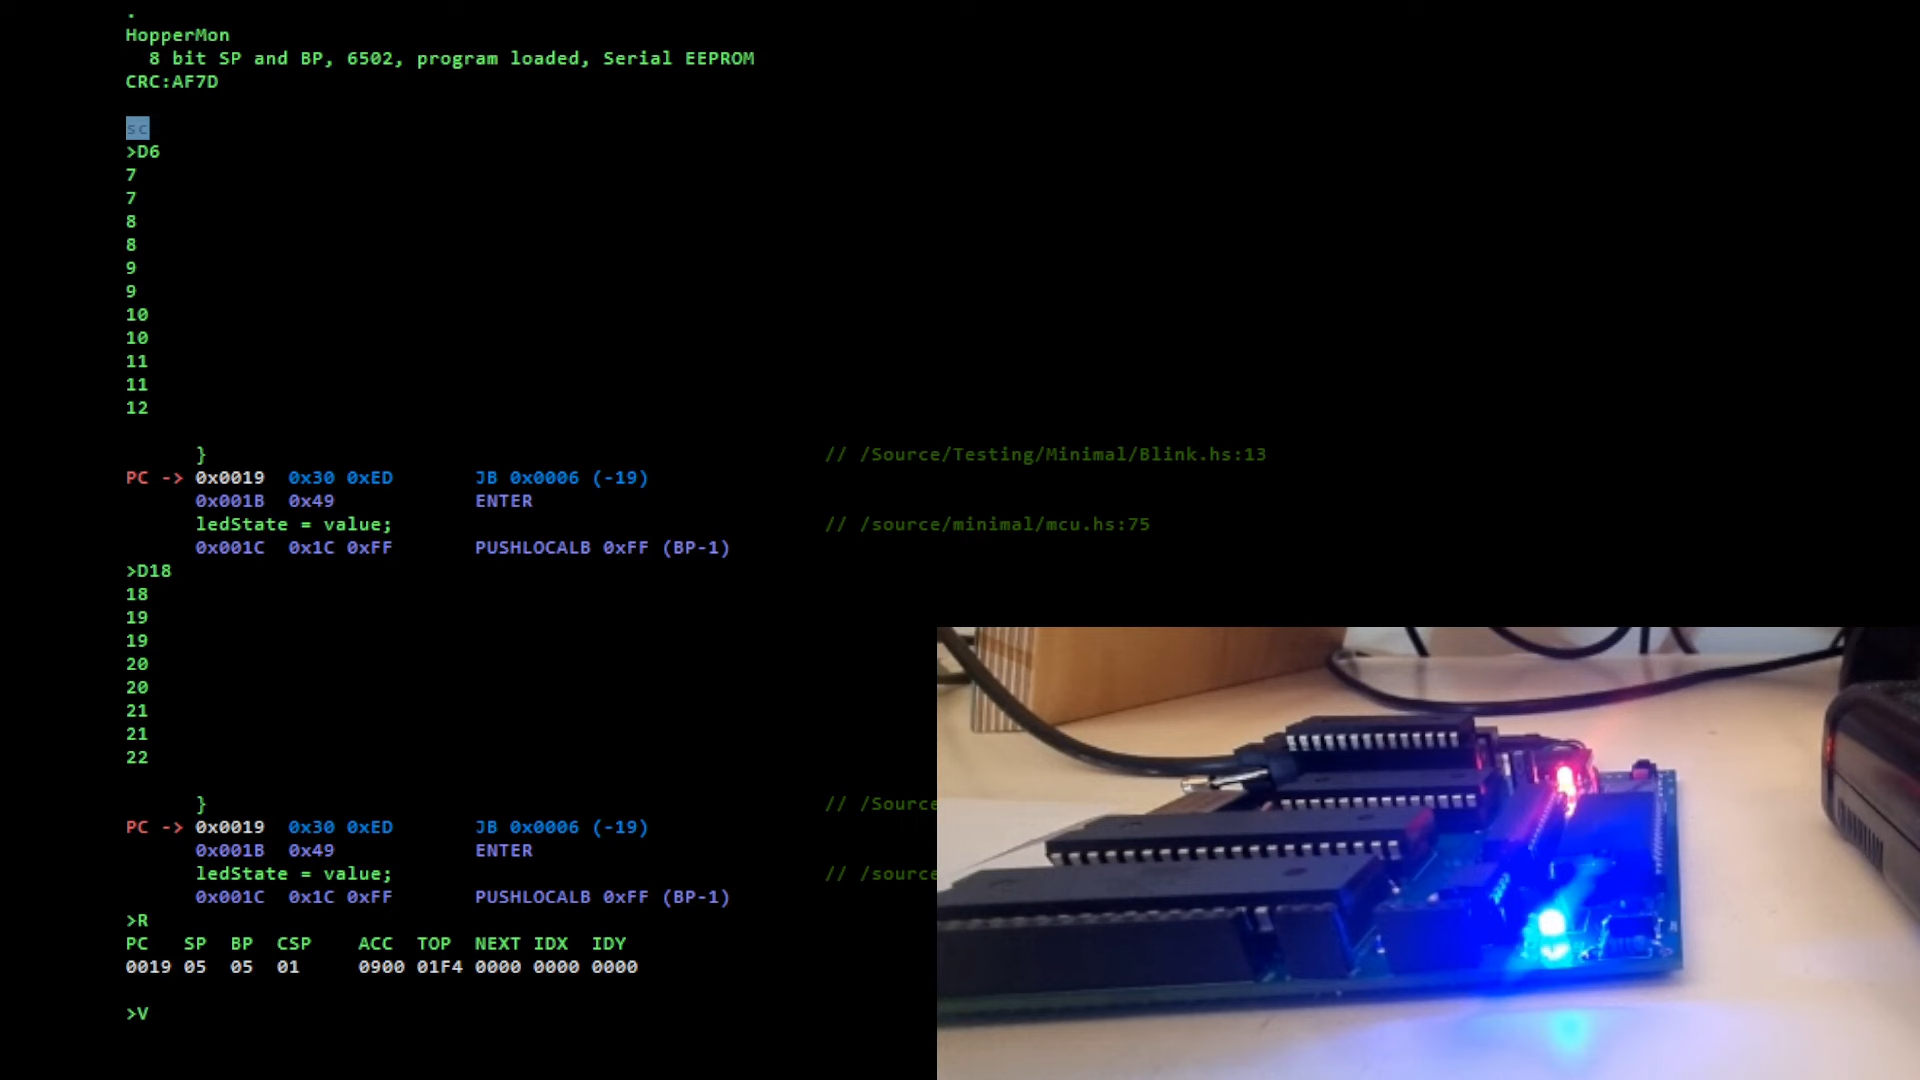 HopperMon
8 bit SP and BP, 6502, program loaded, Serial EEPROM
CRC:AF7D
sc
>D6
7
7
8
8
9
9
10
10
11
11
12
} // /Source/Testing/Minimal/Blink.hs:13
PC -> 0x0019 0x30 0xED JB 0x0006 (-19)
0x001B 0x49 ENTER
ledState = value; // /source/minimal/mcu.hs:75
0x001C 0x1C 0xFF PUSHLOCALB 0xFF (BP-1)
>D18
18
19
19
20
20
21
21
22
} // /Source
PC -> 0x0019 0x30 0xED JB 0x0006 (-19)
0x001B 0x49 ENTER
ledState = value; // /source
0x001C 0x1C 0xFF PUSHLOCALB 0xFF (BP-1)
>R
PC SP BP CSP ACC TOP NEXT IDX IDY
0019 05 05 01 0900 01F4 0000 0000 0000
>V